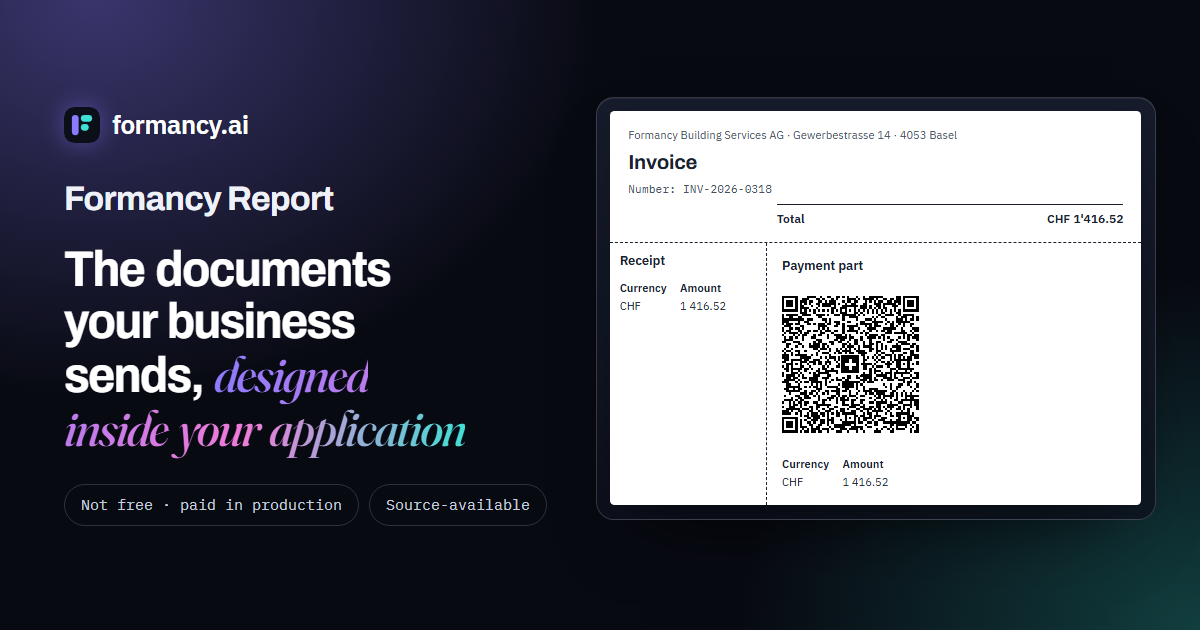 formancy.ai
Formancy Report
The documents
your business
sends, designed
inside your application
Not free · paid in production
Source-available
Formancy Building Services AG · Gewerbestrasse 14 · 4053 Basel
Invoice
Number: INV-2026-0318
Total CHF 1'416.52
Receipt
Currency Amount
CHF 1 416.52
Payment part
Currency Amount
CHF 1 416.52